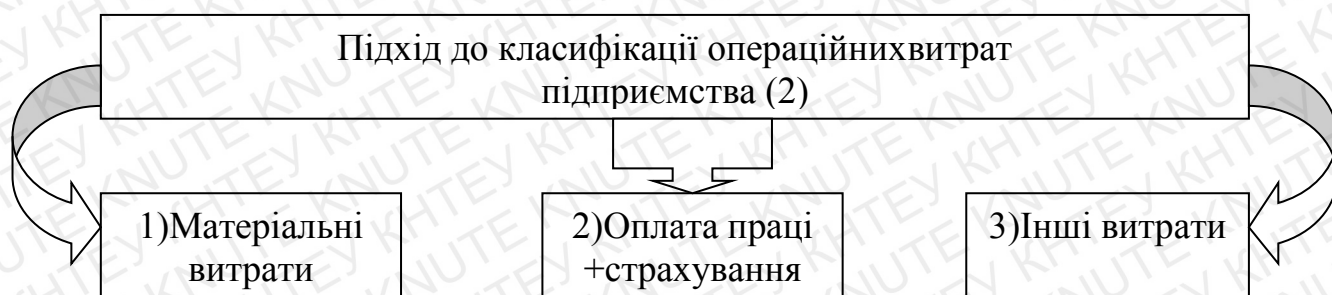 Підхід до класифікації операційнихвитрат
підприємства (2)
1)Матеріальні
витрати
2)Оплата праці
+страхування
3)Інші витрати